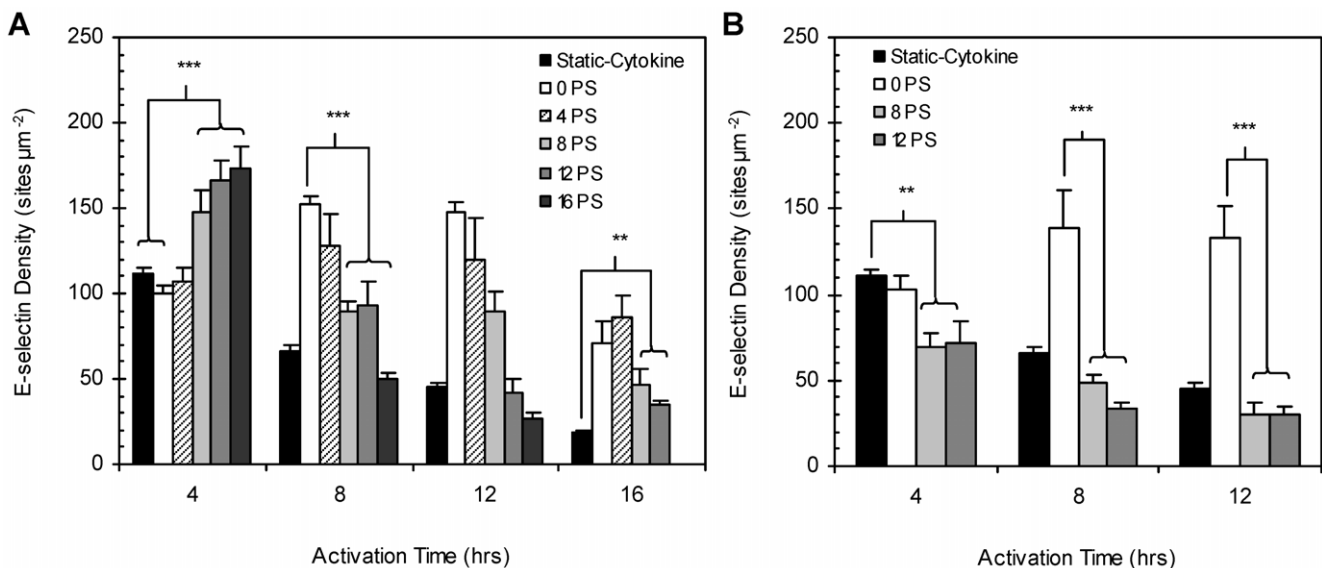 A
E-selectin Density (sites µm⁻²)
250
200
150
100
50
0
***
***
**
Static-Cytokine
0 PS
4 PS
8 PS
12 PS
16 PS
4
8
12
16
Activation Time (hrs)
B
E-selectin Density (sites µm⁻²)
250
200
150
100
50
0
Static-Cytokine
0 PS
8 PS
12 PS
**
***
***
4
8
12
Activation Time (hrs)